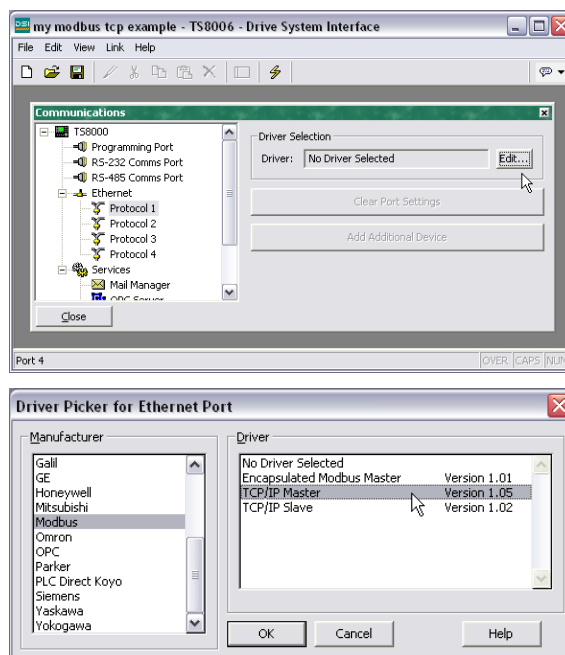 my modbus tcp example - TS8006 - Drive System Interface
File Edit View Link Help
Communications
TS8000
Programming Port
RS-232 Comms Port
RS-485 Comms Port
Ethernet
Protocol 1
Protocol 2
Protocol 3
Protocol 4
Services
Mail Manager
OPC Server
Driver Selection
Driver: No Driver Selected Edit...
Clear Port Settings
Add Additional Device
Close
Port 4 OVER CAPS NUM
Driver Picker for Ethernet Port
Manufacturer
Galil
GE
Honeywell
Mitsubishi
Modbus
Omron
OPC
Parker
PLC Direct Koyo
Siemens
Yaskawa
Yokogawa
Driver
No Driver Selected
Encapsulated Modbus Master Version 1.01
TCP/IP Master Version 1.05
TCP/IP Slave Version 1.02
OK Cancel Help